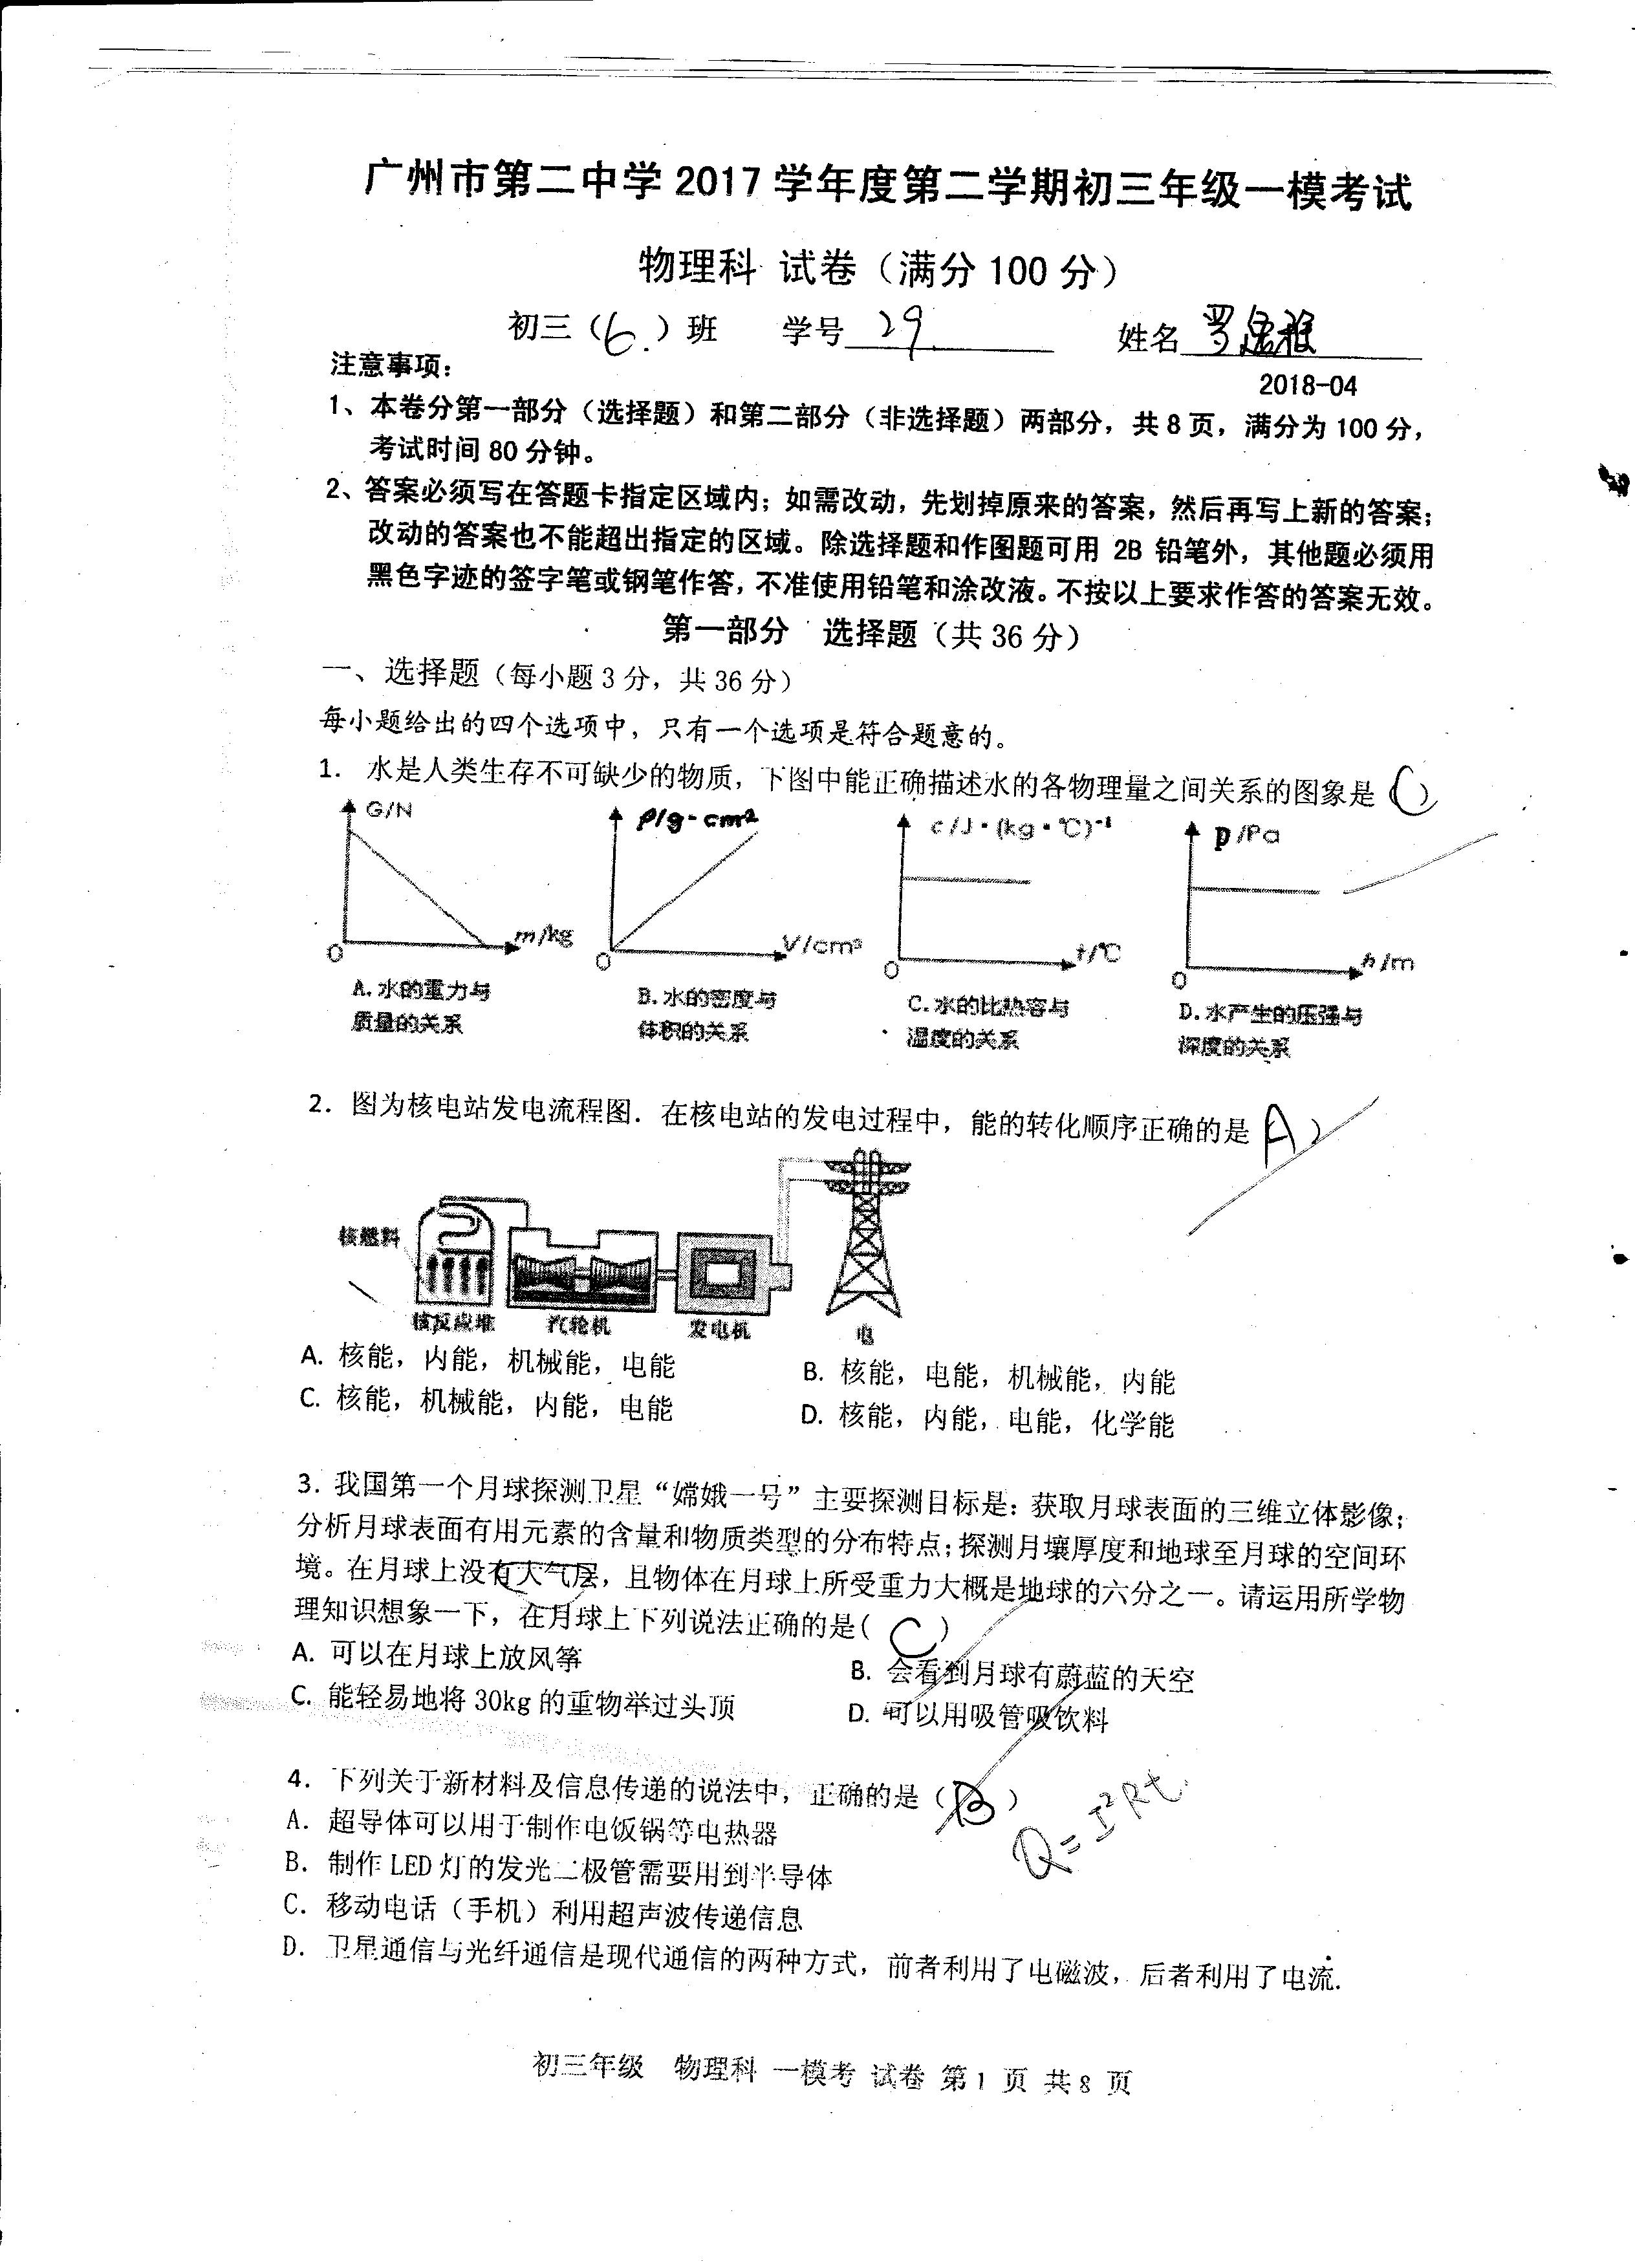 广州市第二中学 2017 学年度第二学期初三年级一模考试
物理科 试卷（满分 100 分）
初三（6.）班 学号 29 姓名 罗
2018-04
注意事项：
1、本卷分第一部分（选择题）和第二部分（非选择题）两部分，共 8 页，满分为 100 分，
考试时间 80 分钟。
2、答案必须写在答题卡指定区域内；如需改动，先划掉原来的答案，然后再写上新的答案；
改动的答案也不能超出指定的区域。除选择题和作图题可用 2B 铅笔外，其他题必须用
黑色字迹的签字笔或钢笔作答，不准使用铅笔和涂改液。不按以上要求作答的答案无效。
第一部分 选择题（共 36 分）
一、选择题（每小题 3 分，共 36 分）
每小题给出的四个选项中，只有一个选项是符合题意的。
1. 水是人类生存不可缺少的物质，下图中能正确描述水的各物理量之间关系的图象是（C）
G/N ρ/g·cm² c/J·(kg·℃)⁻¹ p/Pa
O m/kg O V/cm³ O t/℃ O h/m
A.水的重力与 B.水的密度与 C.水的比热容与 D.水产生的压强与
质量的关系 体积的关系 温度的关系 深度的关系
2. 图为核电站发电流程图．在核电站的发电过程中，能的转化顺序正确的是（A）
核燃料
核反应堆 汽轮机 发电机 电
A. 核能，内能，机械能，电能 B. 核能，电能，机械能，内能
C. 核能，机械能，内能，电能 D. 核能，内能，电能，化学能
3. 我国第一个月球探测卫星“嫦娥一号”主要探测目标是：获取月球表面的三维立体影像；
分析月球表面有用元素的含量和物质类型的分布特点；探测月壤厚度和地球至月球的空间环
境。在月球上没有大气层，且物体在月球上所受重力大概是地球的六分之一。请运用所学物
理知识想象一下，在月球上下列说法正确的是( C )
A. 可以在月球上放风筝 B. 会看到月球有蔚蓝的天空
C. 能轻易地将 30kg 的重物举过头顶 D. 可以用吸管吸饮料
4. 下列关于新材料及信息传递的说法中，正确的是（B）
Q=I²Rt
A. 超导体可以用于制作电饭锅等电热器
B. 制作 LED 灯的发光二极管需要用到半导体
C. 移动电话（手机）利用超声波传递信息
D. 卫星通信与光纤通信是现代通信的两种方式，前者利用了电磁波，后者利用了电流.
初三年级 物理科 一模考 试卷 第 1 页 共 8 页